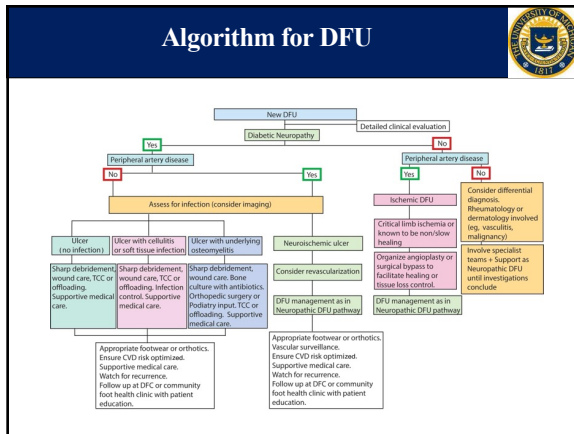 Algorithm for DFU
THE UNIVERSITY OF MICHIGAN
1817
New DFU
Detailed clinical evaluation
Diabetic Neuropathy
Yes
No
Peripheral artery disease
Peripheral artery disease
No
Yes
Yes
No
Assess for infection (consider imaging)
Ischemic DFU
Consider differential
diagnosis.
Rheumatology or
dermatology involved
(eg, vasculitis,
malignancy)
Ulcer
(no infection)
Ulcer with cellulitis
or soft tissue infection
Ulcer with underlying
osteomyelitis
Neuroischemic ulcer
Critical limb ischemia or
known to be non/slow
healing
Sharp debridement,
wound care, TCC or
offloading.
Supportive medical
care.
Sharp debridement,
wound care, TCC or
offloading. Infection
control. Supportive
medical care.
Sharp debridement,
wound care. Bone
culture with antibiotics.
Orthopedic surgery or
Podiatry input. TCC or
offloading. Supportive
medical care.
Consider revascularization
Organize angioplasty or
surgical bypass to
facilitate healing or
tissue loss control.
Involve specialist
teams + Support as
Neuropathic DFU
until investigations
conclude
DFU management as in
Neuropathic DFU pathway
DFU management as in
Neuropathic DFU pathway
Appropriate footwear or orthotics.
Ensure CVD risk optimized.
Supportive medical care.
Watch for recurrence.
Follow up at DFC or community
foot health clinic with patient
education.
Appropriate footwear or orthotics.
Vascular surveillance.
Ensure CVD risk optimized.
Supportive medical care.
Watch for recurrence.
Follow up at DFC or community
foot health clinic with patient
education.